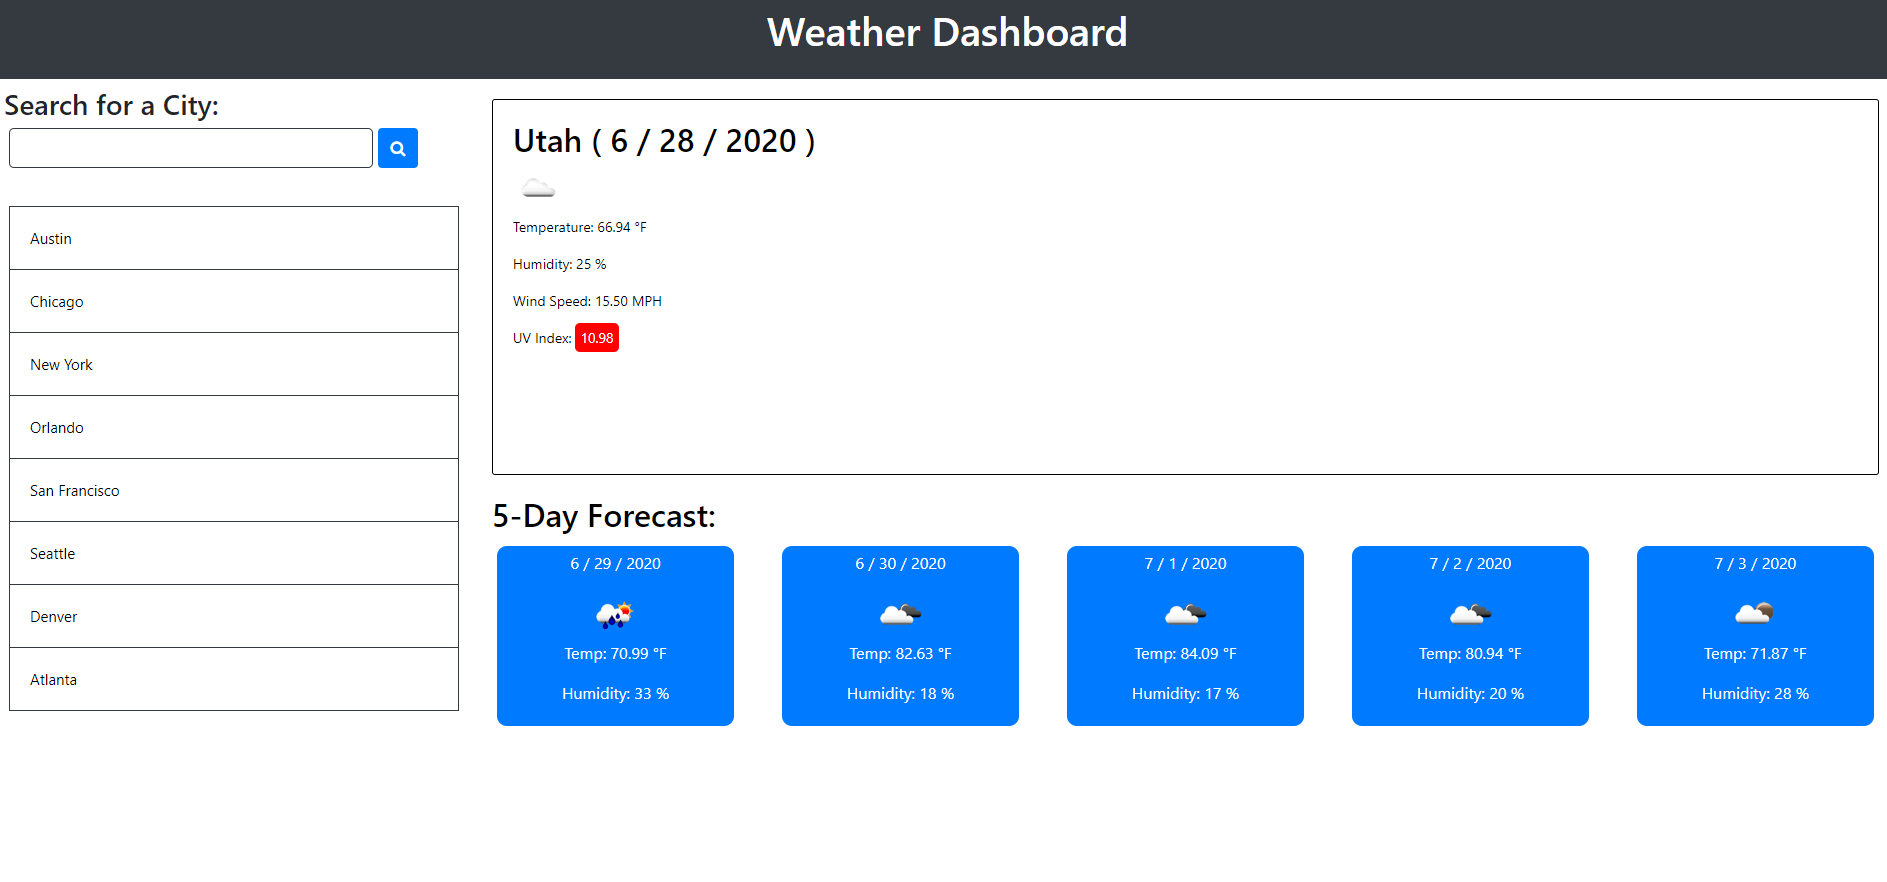 Weather Dashboard
Search for a City:
Austin
Chicago
New York
Orlando
San Francisco
Seattle
Denver
Atlanta
Utah ( 6 / 28 / 2020 )
Temperature: 66.94 °F
Humidity: 25 %
Wind Speed: 15.50 MPH
UV Index: 10.98
5-Day Forecast:
6 / 29 / 2020
Temp: 70.99 °F
Humidity: 33 %
6 / 30 / 2020
Temp: 82.63 °F
Humidity: 18 %
7 / 1 / 2020
Temp: 84.09 °F
Humidity: 17 %
7 / 2 / 2020
Temp: 80.94 °F
Humidity: 20 %
7 / 3 / 2020
Temp: 71.87 °F
Humidity: 28 %